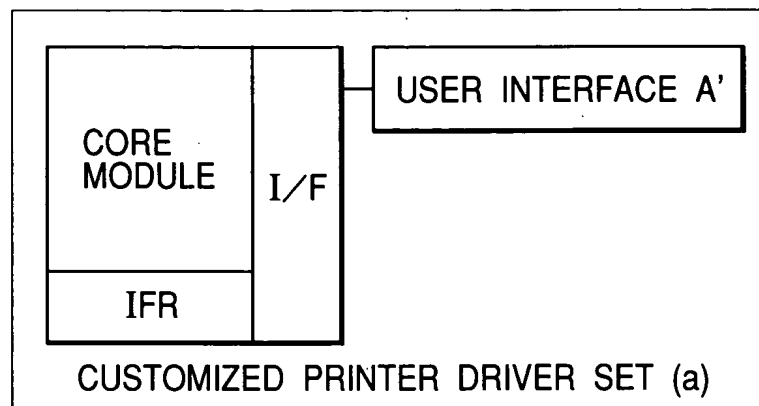 CORE
MODULE
I/F
IFR
USER INTERFACE A'
CUSTOMIZED PRINTER DRIVER SET (a)